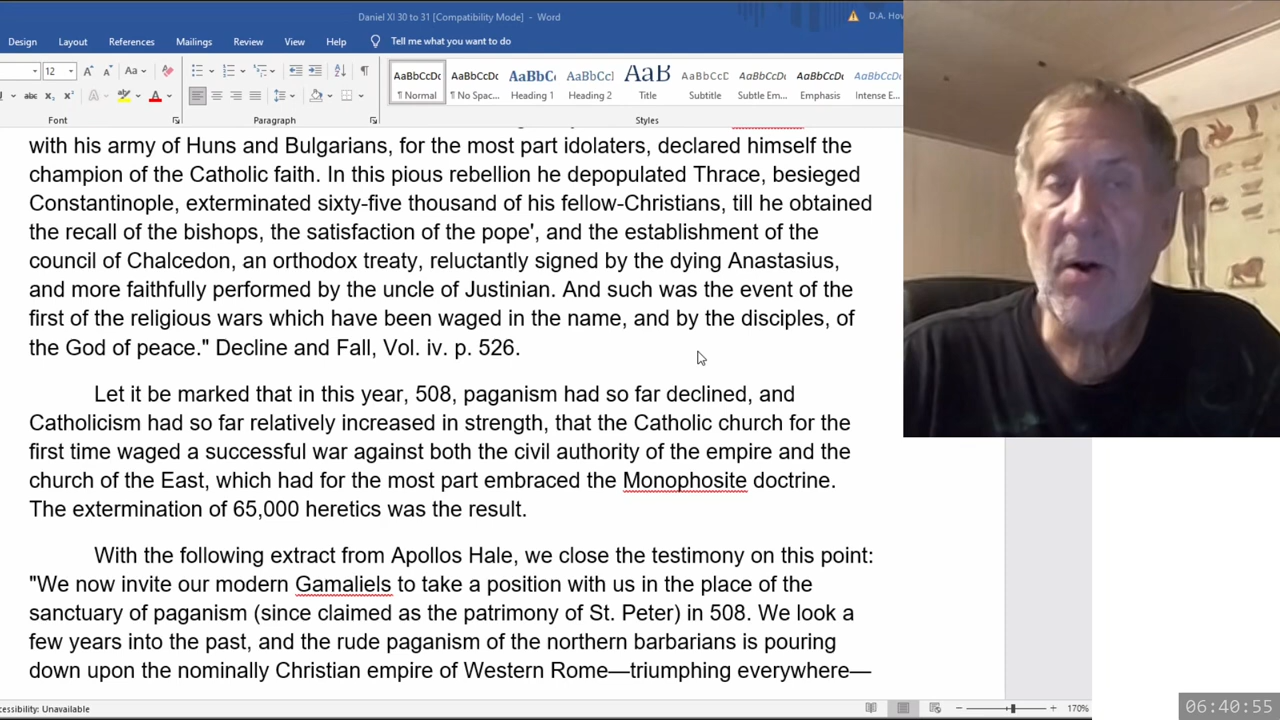 Daniel XI 30 to 31 [Compatibility Mode] - Word
D.A. Hov
Design Layout References Mailings Review View Help Tell me what you want to do
12 Aa
AaBbCcDc AaBbCcDc AaBbC AaBbCcl AaB AaBbCcD AaBbCcDc AaBbCcDc AaBbCcDc
¶ Normal ¶ No Spac... Heading 1 Heading 2 Title Subtitle Subtle Em... Emphasis Intense E...
Font Paragraph Styles
with his army of Huns and Bulgarians, for the most part idolaters, declared himself the
champion of the Catholic faith. In this pious rebellion he depopulated Thrace, besieged
Constantinople, exterminated sixty-five thousand of his fellow-Christians, till he obtained
the recall of the bishops, the satisfaction of the pope', and the establishment of the
council of Chalcedon, an orthodox treaty, reluctantly signed by the dying Anastasius,
and more faithfully performed by the uncle of Justinian. And such was the event of the
first of the religious wars which have been waged in the name, and by the disciples, of
the God of peace." Decline and Fall, Vol. iv. p. 526.
Let it be marked that in this year, 508, paganism had so far declined, and
Catholicism had so far relatively increased in strength, that the Catholic church for the
first time waged a successful war against both the civil authority of the empire and the
church of the East, which had for the most part embraced the Monophosite doctrine.
The extermination of 65,000 heretics was the result.
With the following extract from Apollos Hale, we close the testimony on this point:
"We now invite our modern Gamaliels to take a position with us in the place of the
sanctuary of paganism (since claimed as the patrimony of St. Peter) in 508. We look a
few years into the past, and the rude paganism of the northern barbarians is pouring
down upon the nominally Christian empire of Western Rome—triumphing everywhere—
cessibility: Unavailable
170%
06:40:55